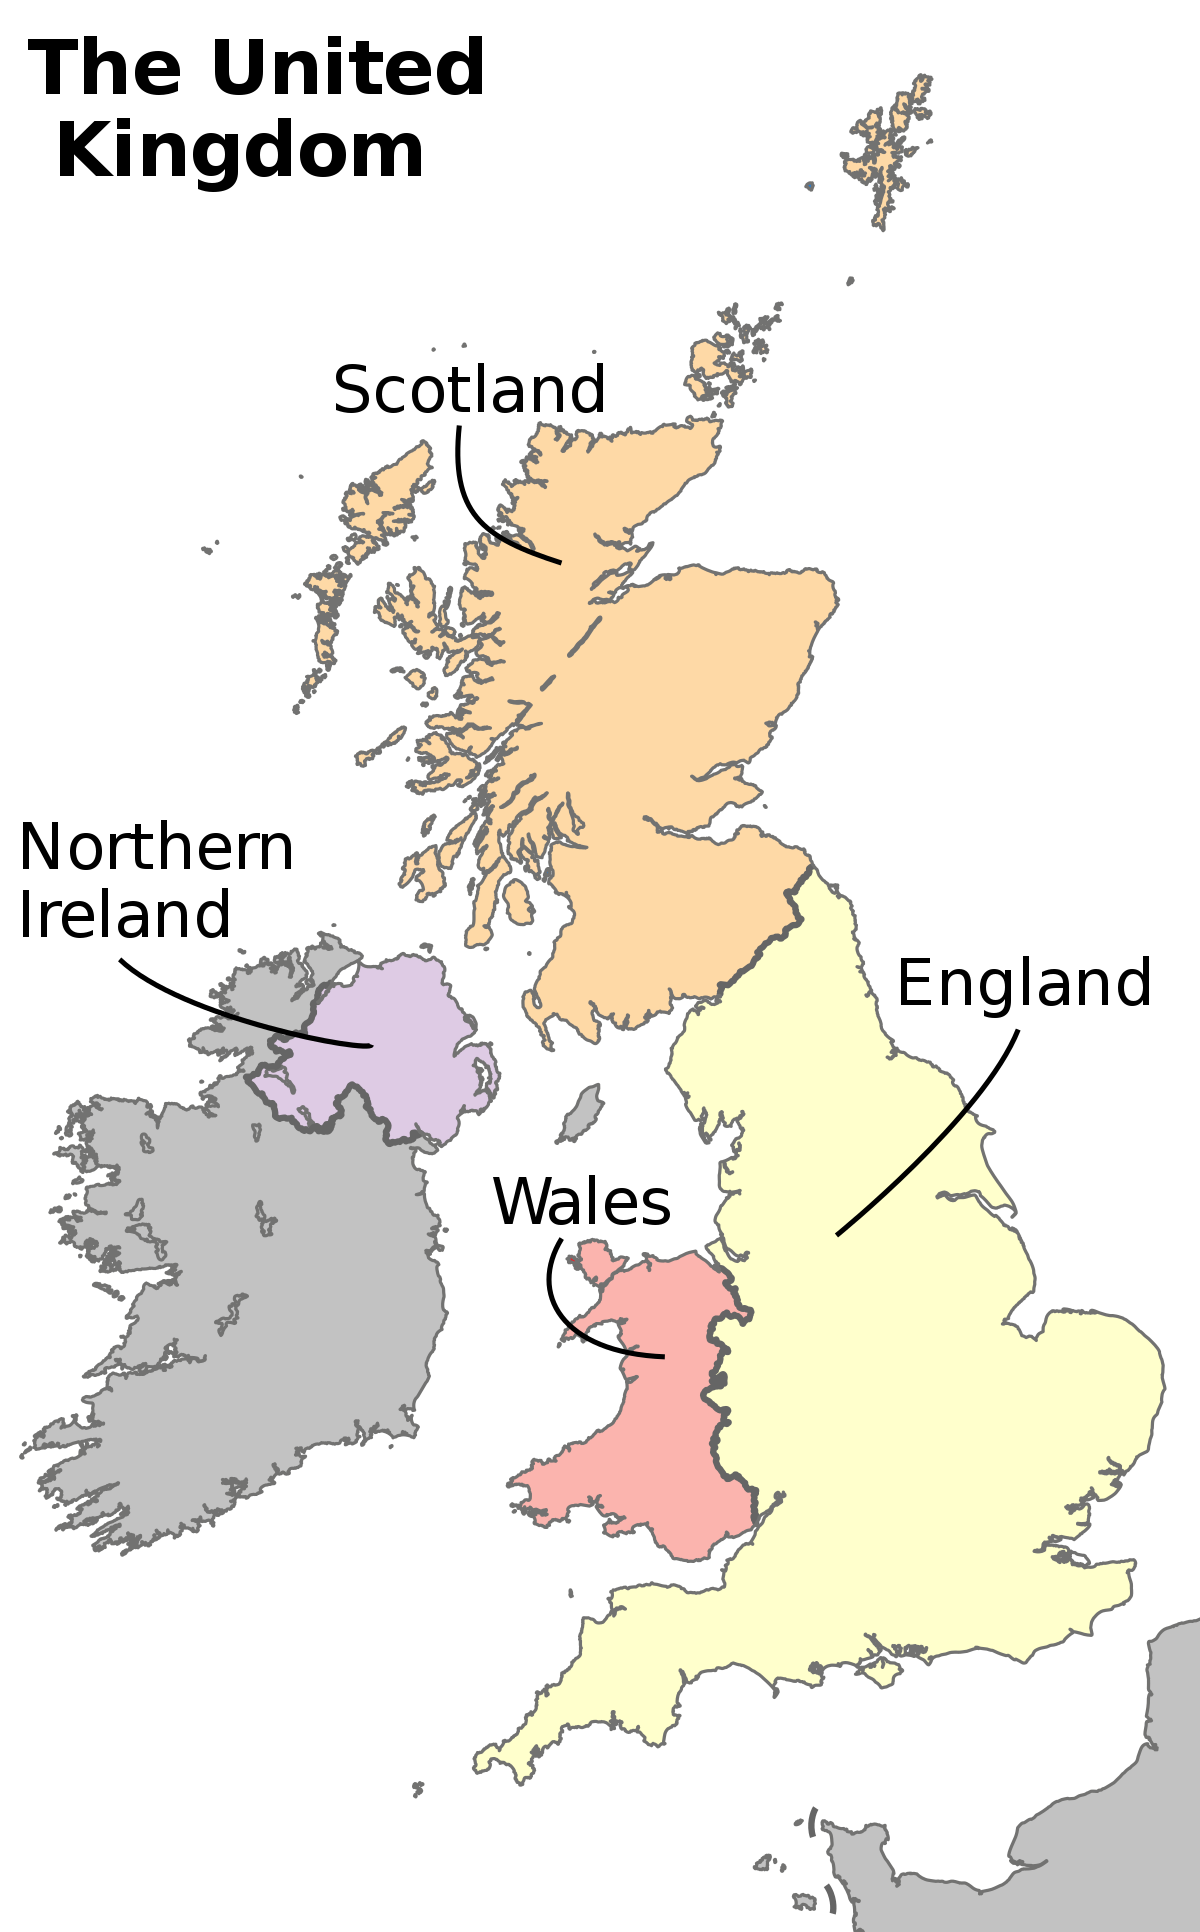 The United
Kingdom
Scotland
Northern
Ireland
England
Wales